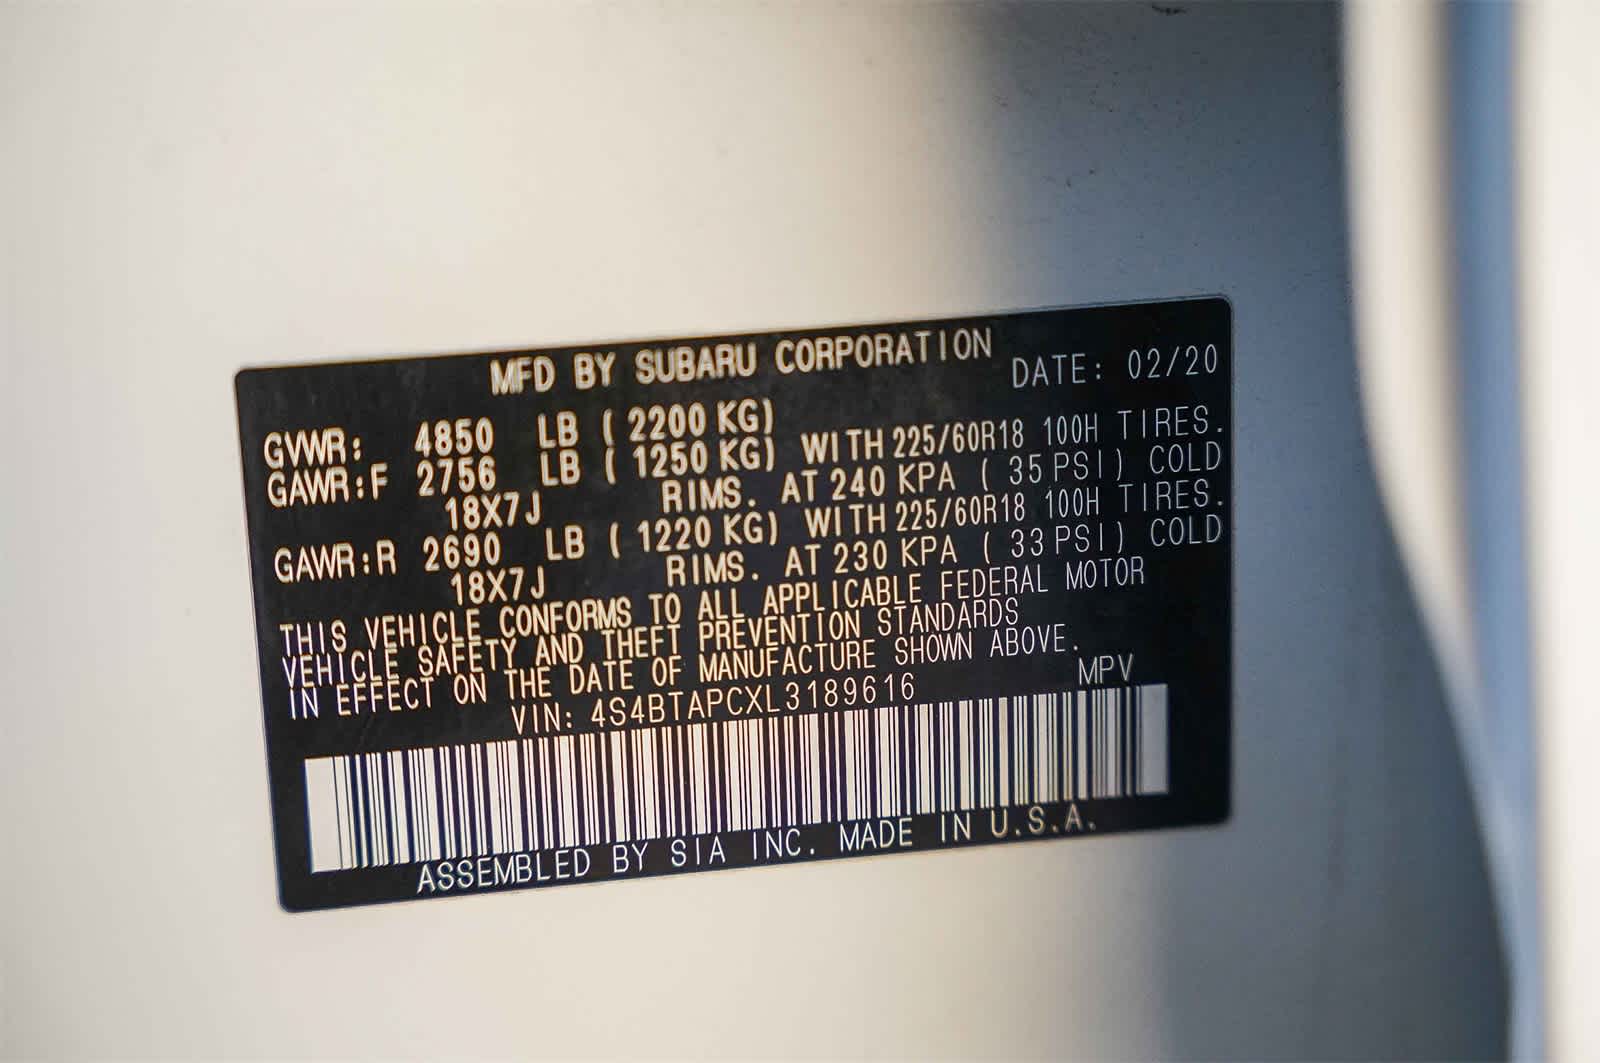 MFD BY SUBARU CORPORATION DATE: 02/20
GVWR: 4850 LB ( 2200 KG)
GAWR:F 2756 LB ( 1250 KG) WITH 225/60R18 100H TIRES.
18X7J RIMS. AT 240 KPA ( 35 PSI) COLD
GAWR:R 2690 LB ( 1220 KG) WITH 225/60R18 100H TIRES.
18X7J RIMS. AT 230 KPA ( 33 PSI) COLD
THIS VEHICLE CONFORMS TO ALL APPLICABLE FEDERAL MOTOR
VEHICLE SAFETY AND THEFT PREVENTION STANDARDS
IN EFFECT ON THE DATE OF MANUFACTURE SHOWN ABOVE.
VIN: 4S4BTAPCXL3189616 MPV
ASSEMBLED BY SIA INC. MADE IN U.S.A.